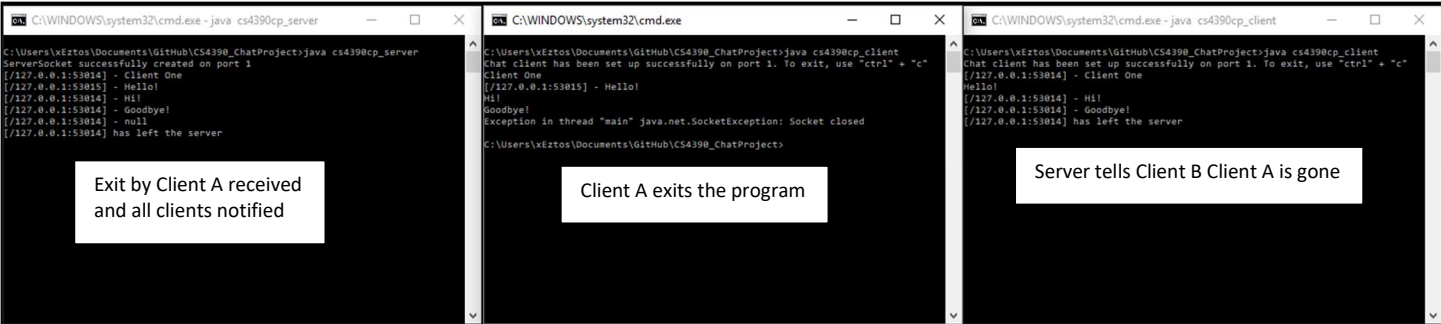 C:\WINDOWS\system32\cmd.exe - java cs4390cp_server
C:\Users\xEztos\Documents\GitHub\CS4390_ChatProject>java cs4390cp_server
ServerSocket successfully created on port 1
[/127.0.0.1:53014] - Client One
[/127.0.0.1:53015] - Hello!
[/127.0.0.1:53014] - Hi!
[/127.0.0.1:53014] - Goodbye!
[/127.0.0.1:53014] - null
[/127.0.0.1:53014] has left the server
Exit by Client A received
and all clients notified
C:\WINDOWS\system32\cmd.exe
C:\Users\xEztos\Documents\GitHub\CS4390_ChatProject>java cs4390cp_client
Chat client has been set up successfully on port 1. To exit, use "ctrl" + "c"
Client One
[/127.0.0.1:53015] - Hello!
Hi!
Goodbye!
Exception in thread "main" java.net.SocketException: Socket closed
C:\Users\xEztos\Documents\GitHub\CS4390_ChatProject>
Client A exits the program
C:\WINDOWS\system32\cmd.exe - java cs4390cp_client
C:\Users\xEztos\Documents\GitHub\CS4390_ChatProject>java cs4390cp_client
Chat client has been set up successfully on port 1. To exit, use "ctrl" + "c"
[/127.0.0.1:53014] - Client One
Hello!
[/127.0.0.1:53014] - Hi!
[/127.0.0.1:53014] - Goodbye!
[/127.0.0.1:53014] has left the server
Server tells Client B Client A is gone